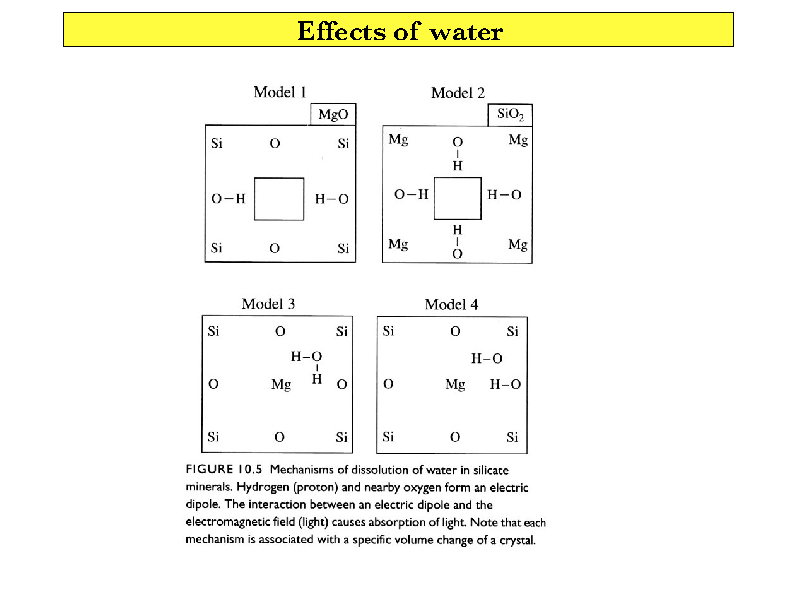 Effects of water
Model 1
MgO
Si O Si
O–H H–O
Si O Si
Model 2
SiO₂
Mg O Mg
H
O–H H–O
H
Mg O Mg
Model 3
Si O Si
H–O
O Mg H O
Si O Si
Model 4
Si O Si
H–O
O Mg H–O
Si O Si
FIGURE 10.5 Mechanisms of dissolution of water in silicate
minerals. Hydrogen (proton) and nearby oxygen form an electric
dipole. The interaction between an electric dipole and the
electromagnetic field (light) causes absorption of light. Note that each
mechanism is associated with a specific volume change of a crystal.